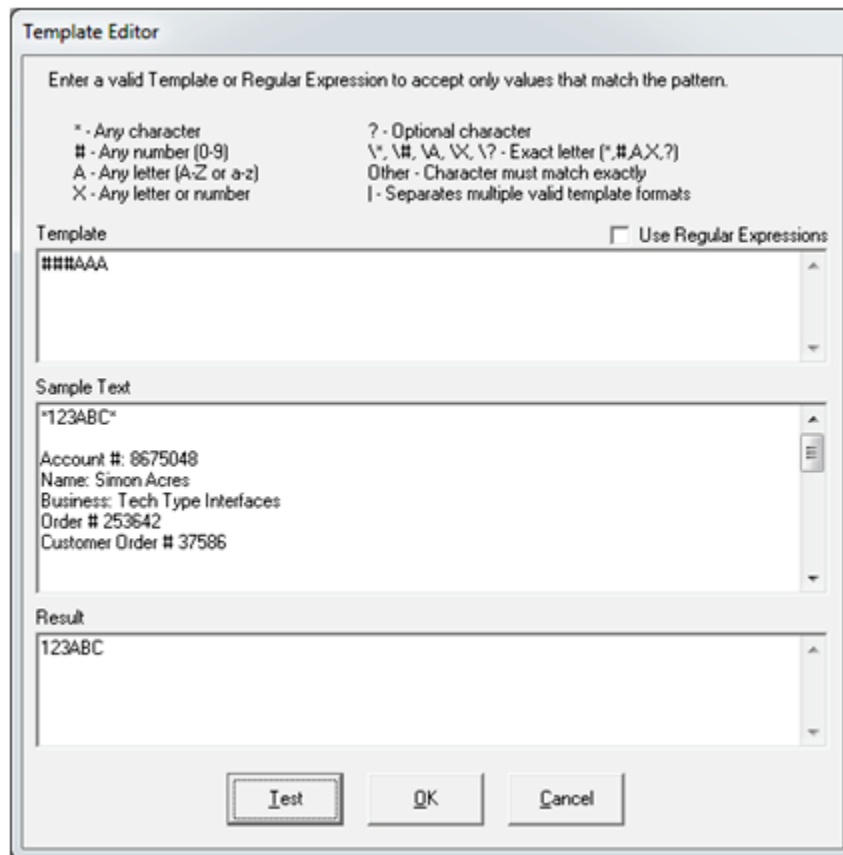 Template Editor
Enter a valid Template or Regular Expression to accept only values that match the pattern.
* - Any character
? - Optional character
# - Any number (0-9)
\*, \#, \A, \X, \? - Exact letter (*,#,A,X,?)
A - Any letter (A-Z or a-z)
Other - Character must match exactly
X - Any letter or number
| - Separates multiple valid template formats
Template
Use Regular Expressions
###AAA
Sample Text
*123ABC*
Account #: 8675048
Name: Simon Acres
Business: Tech Type Interfaces
Order # 253642
Customer Order # 37586
Result
123ABC
Test
OK
Cancel